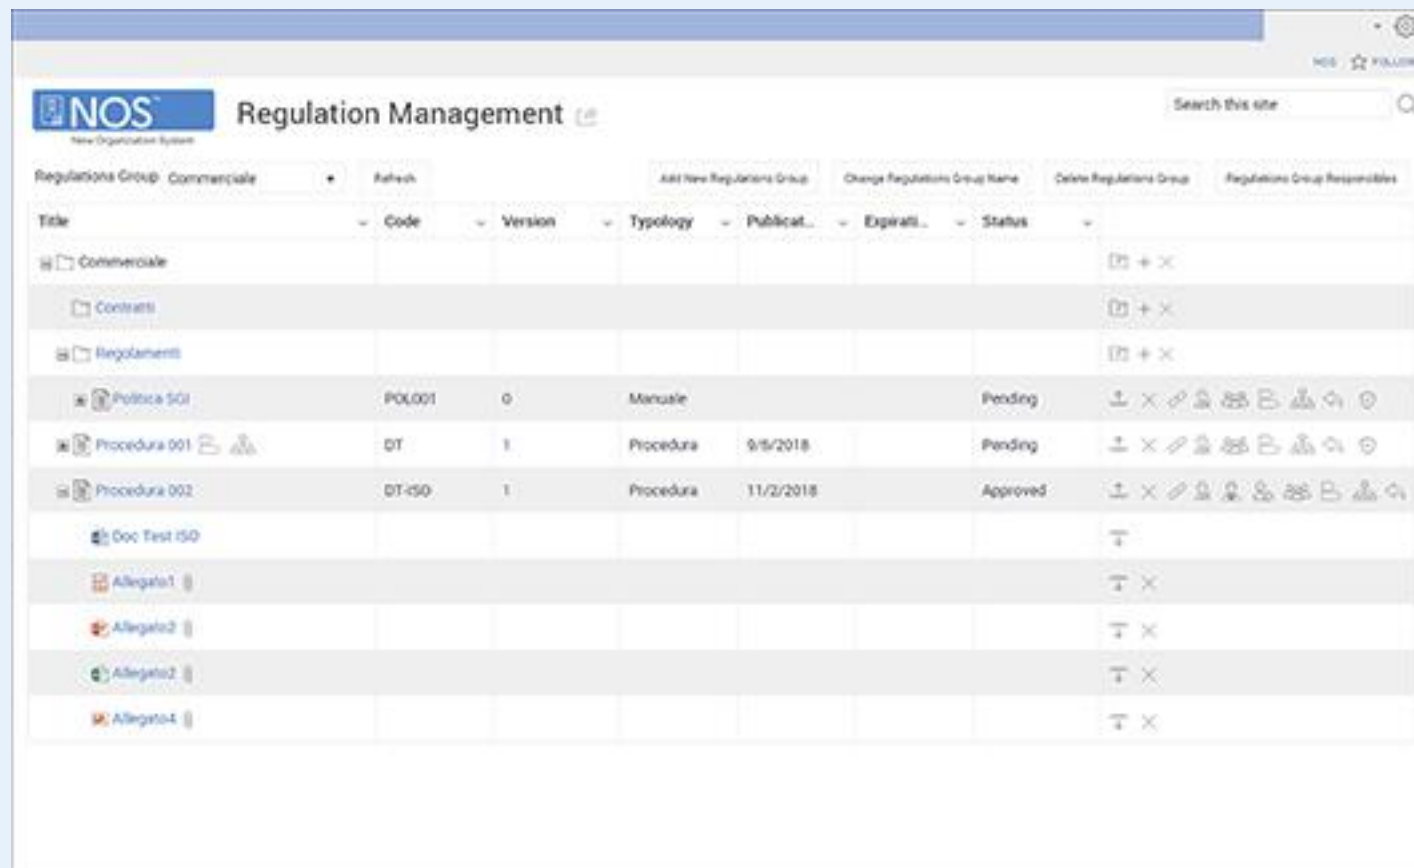 NOS FOLLOW
NOS™ Regulation Management
New Organization System
Search this site
Regulations Group Commerciale Refresh Add New Regulations Group Change Regulations Group Name Delete Regulations Group Regulations Group Responsibles
Title Code Version Typology Publicat... Expirati... Status
Commerciale
Contratti
Regolamenti
Politica SGI POL001 0 Manuale Pending
Procedura 001 DT 1 Procedura 9/6/2018 Pending
Procedura 002 DT-ISO 1 Procedura 11/2/2018 Approved
Doc Test ISO
Allegato1
Allegato2
Allegato2
Allegato4